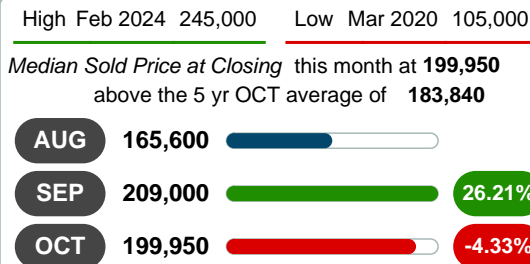 High Feb 2024 245,000 Low Mar 2020 105,000
Median Sold Price at Closing this month at 199,950
above the 5 yr OCT average of 183,840
AUG 165,600
SEP 209,000 26.21%
OCT 199,950 -4.33%